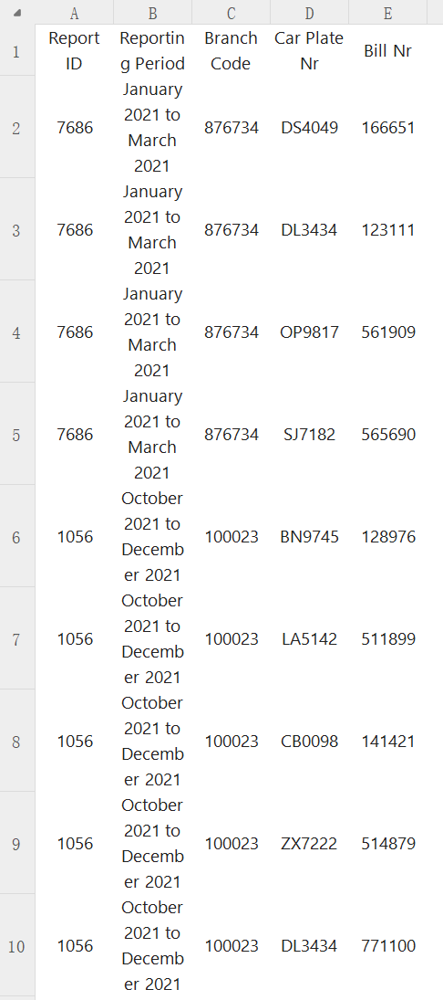 A B C D E
1 Report ID Reporting Period Branch Code Car Plate Nr Bill Nr
2 7686 January 2021 to March 2021 876734 DS4049 166651
3 7686 January 2021 to March 2021 876734 DL3434 123111
4 7686 January 2021 to March 2021 876734 OP9817 561909
5 7686 January 2021 to March 2021 876734 SJ7182 565690
6 1056 October 2021 to December 2021 100023 BN9745 128976
7 1056 October 2021 to December 2021 100023 LA5142 511899
8 1056 October 2021 to December 2021 100023 CB0098 141421
9 1056 October 2021 to December 2021 100023 ZX7222 514879
10 1056 October 2021 to December 2021 100023 DL3434 771100